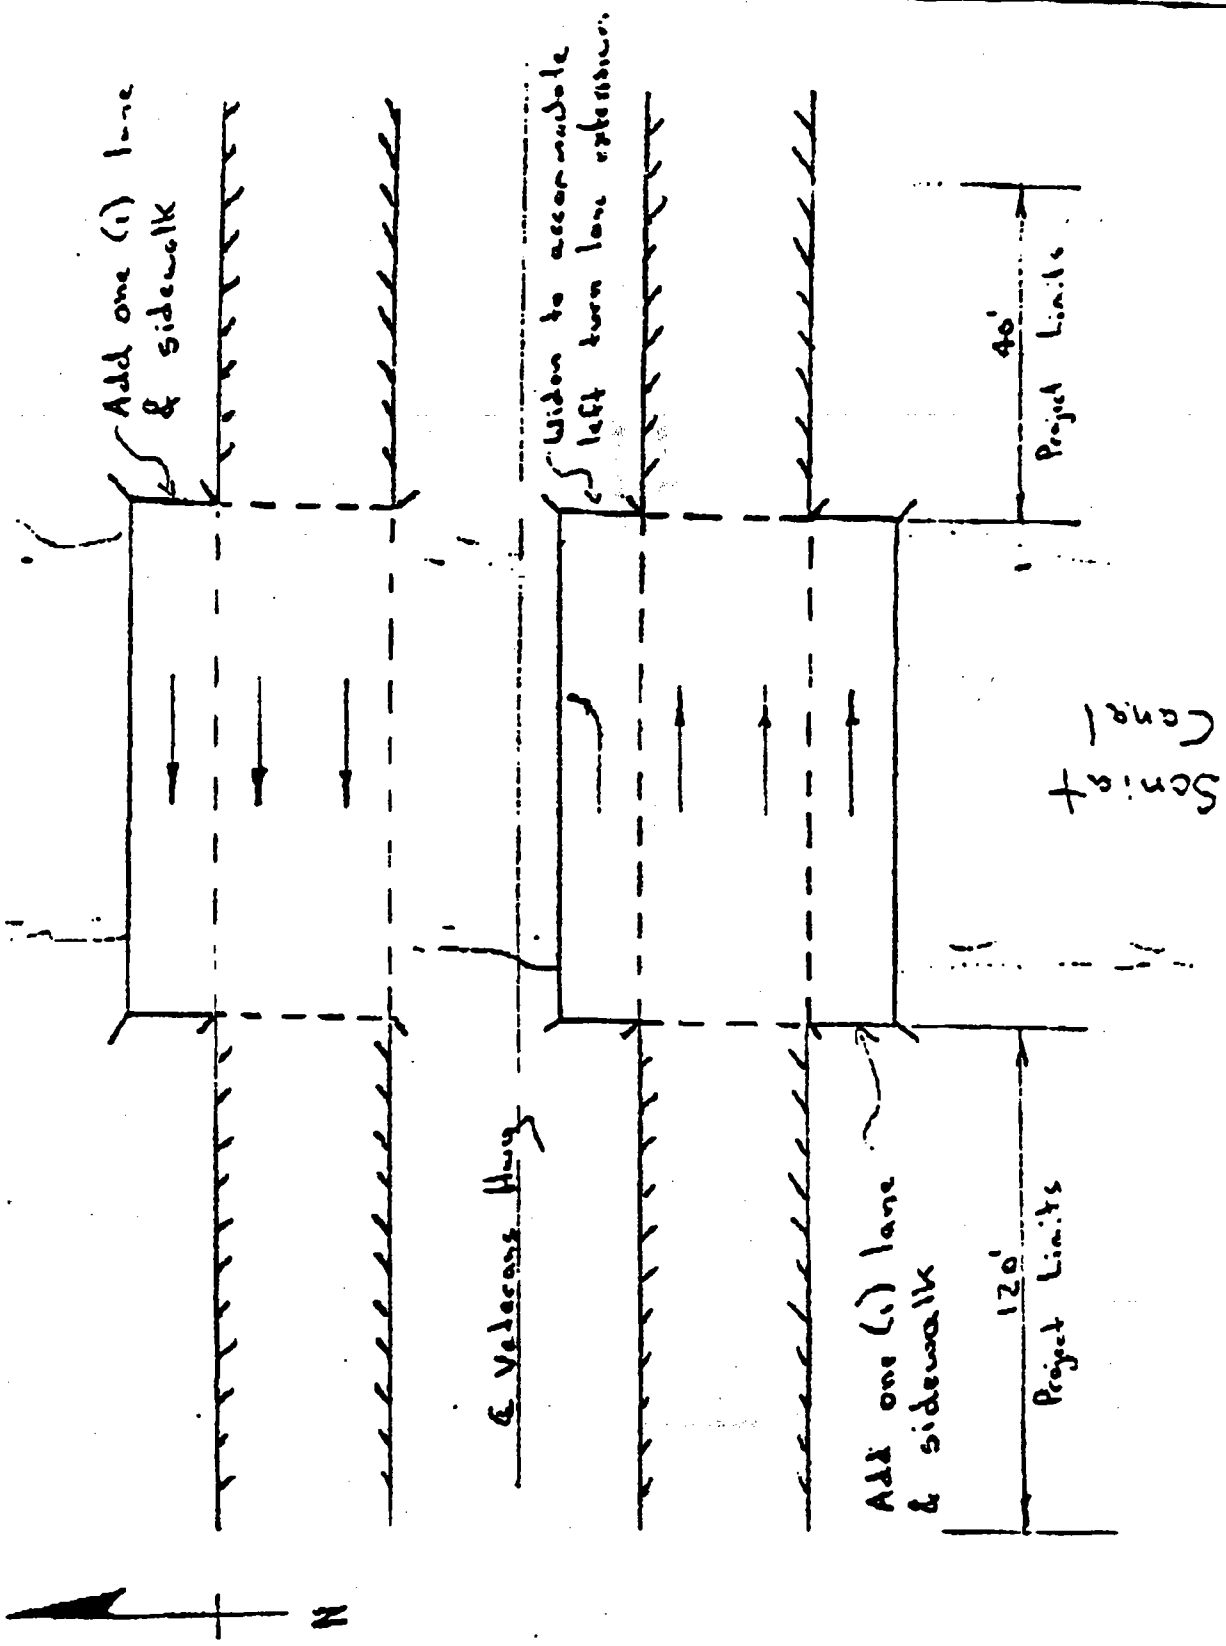 Add one (1) lane
& sidewalk
Widen to accommodate
left turn lane extension.
℄ Veterans Hwy
40'
Project Limits
Soniat
Canal
Add one (1) lane
& sidewalk
120'
Project Limits
N